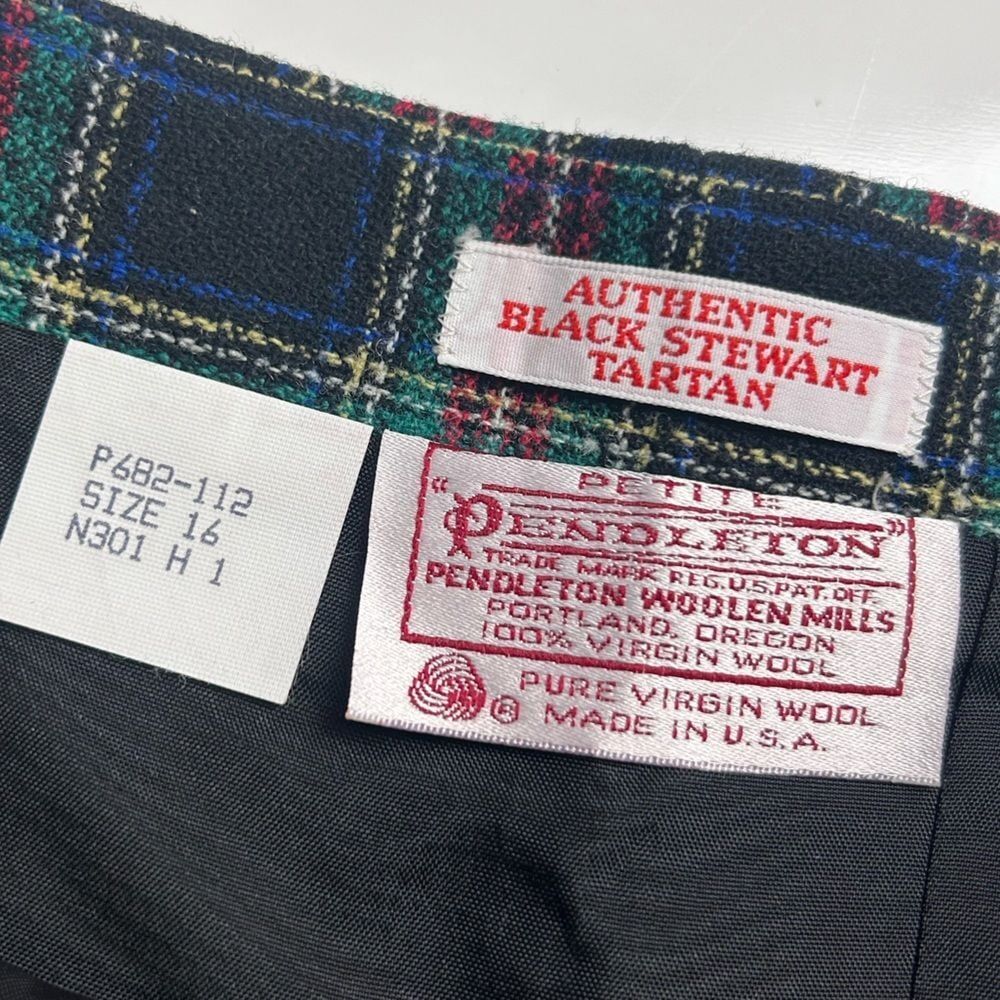 AUTHENTIC
BLACK STEWART
TARTAN
P682-112
SIZE 16
N301 H 1
PETITE
"PENDLETON"
TRADE MARK REG.U.S.PAT.OFF.
PENDLETON WOOLEN MILLS
PORTLAND, OREGON
100% VIRGIN WOOL
PURE VIRGIN WOOL
® MADE IN U.S.A.